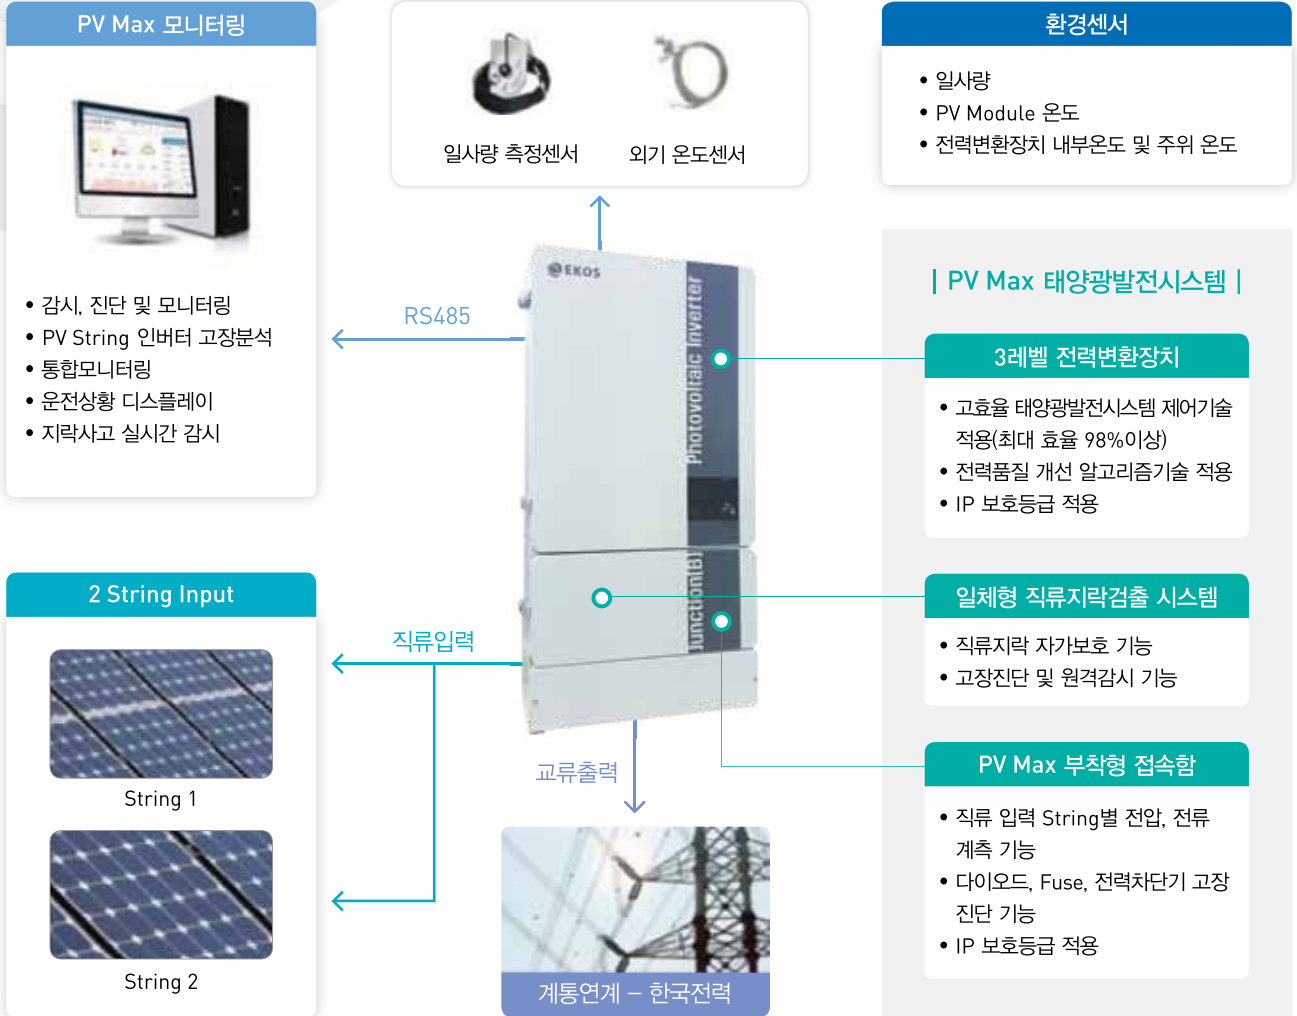 PV Max 모니터링
감시, 진단 및 모니터링
PV String 인버터 고장분석
통합모니터링
운전상황 디스플레이
지락사고 실시간 감시
일사량 측정센서
외기 온도센서
환경센서
일사량
PV Module 온도
전력변환장치 내부온도 및 주위 온도
RS485
EKOS
Photovoltaic Inverter
Junction(B)
| PV Max 태양광발전시스템 |
3레벨 전력변환장치
고효율 태양광발전시스템 제어기술
적용(최대 효율 98%이상)
전력품질 개선 알고리즘기술 적용
IP 보호등급 적용
일체형 직류지락검출 시스템
직류지락 자가보호 기능
고장진단 및 원격감시 기능
PV Max 부착형 접속함
직류 입력 String별 전압, 전류
계측 기능
다이오드, Fuse, 전력차단기 고장
진단 기능
IP 보호등급 적용
2 String Input
String 1
String 2
직류입력
교류출력
계통연계 – 한국전력